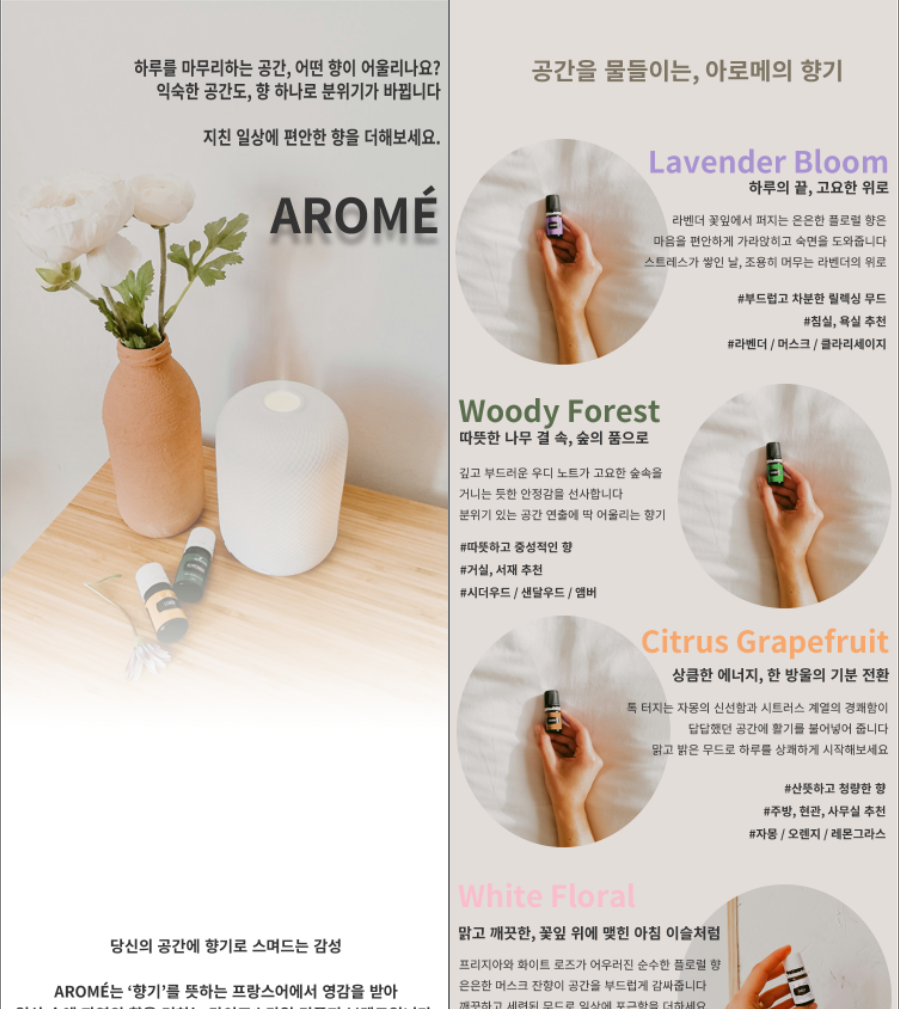 하루를 마무리하는 공간, 어떤 향이 어울리나요?
익숙한 공간도, 향 하나로 분위기가 바뀝니다
지친 일상에 편안한 향을 더해보세요.
AROMÉ
당신의 공간에 향기로 스며드는 감성
AROMÉ는 ‘향기’를 뜻하는 프랑스어에서 영감을 받아
공간을 물들이는, 아로메의 향기
Lavender Bloom
하루의 끝, 고요한 위로
라벤더 꽃잎에서 퍼지는 은은한 플로럴 향은
마음을 편안하게 가라앉히고 숙면을 도와줍니다
스트레스가 쌓인 날, 조용히 머무는 라벤더의 위로
#부드럽고 차분한 릴렉싱 무드
#침실, 욕실 추천
#라벤더 / 머스크 / 클라리세이지
Woody Forest
따뜻한 나무 결 속, 숲의 품으로
깊고 부드러운 우디 노트가 고요한 숲속을
거니는 듯한 안정감을 선사합니다
분위기 있는 공간 연출에 딱 어울리는 향기
#따뜻하고 중성적인 향
#거실, 서재 추천
#시더우드 / 샌달우드 / 앰버
Citrus Grapefruit
상큼한 에너지, 한 방울의 기분 전환
톡 터지는 자몽의 신선함과 시트러스 계열의 경쾌함이
답답했던 공간에 활기를 불어넣어 줍니다
맑고 밝은 무드로 하루를 상쾌하게 시작해보세요
#산뜻하고 청량한 향
#주방, 현관, 사무실 추천
#자몽 / 오렌지 / 레몬그라스
White Floral
맑고 깨끗한, 꽃잎 위에 맺힌 아침 이슬처럼
프리지아와 화이트 로즈가 어우러진 순수한 플로럴 향
은은한 머스크 잔향이 공간을 부드럽게 감싸줍니다
깨끗하고 세련된 무드로 일상에 포근함을 더하세요